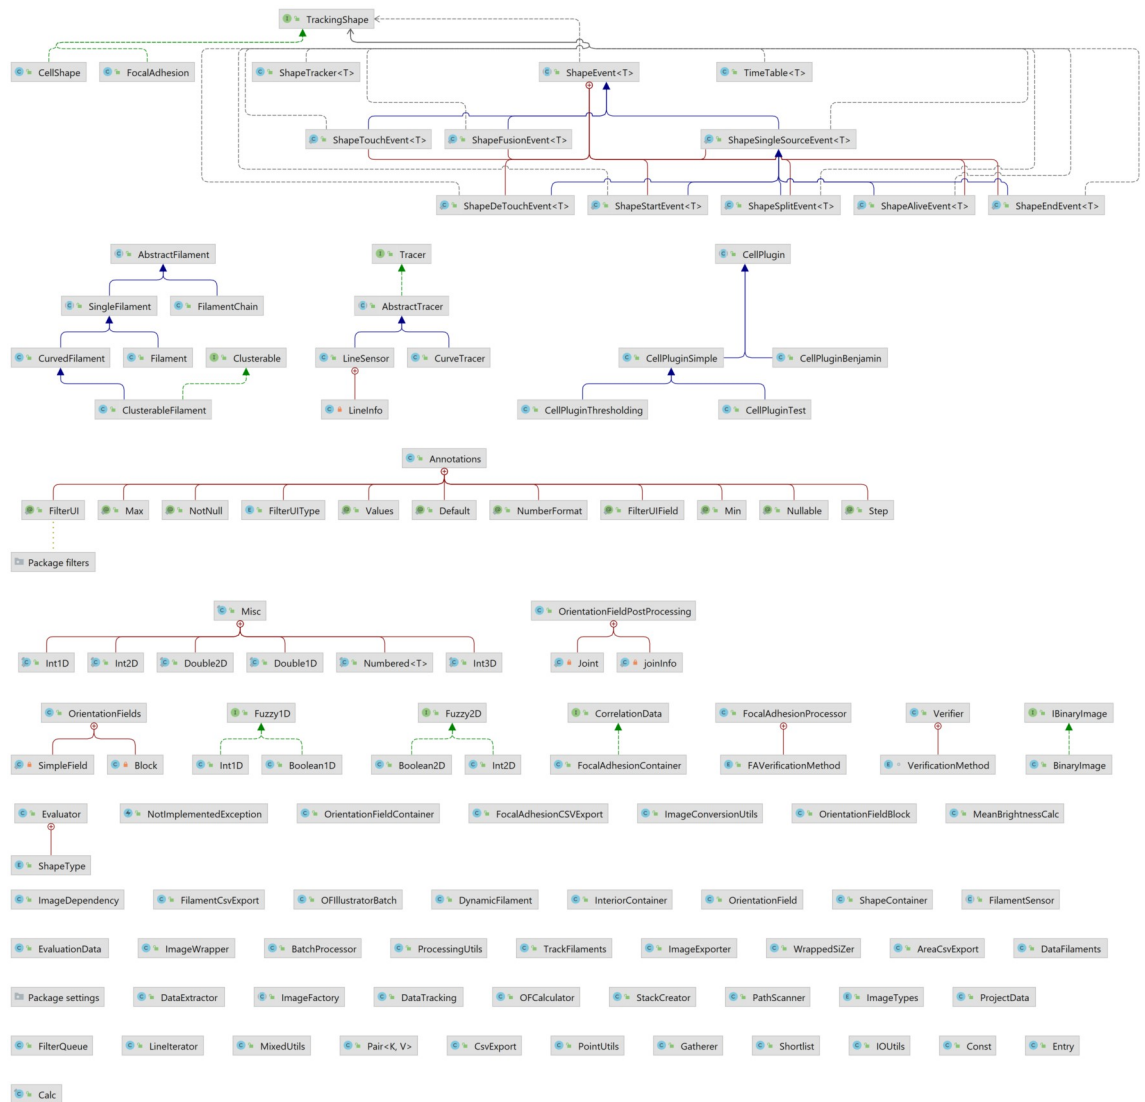 TrackingShape
CellShape FocalAdhesion ShapeTracker<T> ShapeEvent<T> TimeTable<T>
ShapeTouchEvent<T> ShapeFusionEvent<T> ShapeSingleSourceEvent<T>
ShapeDeTouchEvent<T> ShapeStartEvent<T> ShapeSplitEvent<T> ShapeAliveEvent<T> ShapeEndEvent<T>
AbstractFilament Tracer CellPlugin
SingleFilament FilamentChain AbstractTracer
CurvedFilament Filament Clusterable LineSensor CurveTracer CellPluginSimple CellPluginBenjamin
ClusterableFilament LineInfo CellPluginThresholding CellPluginTest
Annotations
FilterUI Max NotNull FilterUIType Values Default NumberFormat FilterUIField Min Nullable Step
Package filters
Misc OrientationFieldPostProcessing
Int1D Int2D Double2D Double1D Numbered<T> Int3D Joint joinInfo
OrientationFields Fuzzy1D Fuzzy2D CorrelationData FocalAdhesionProcessor Verifier IBinaryImage
SimpleField Block Int1D Boolean1D Boolean2D Int2D FocalAdhesionContainer FAVerificationMethod VerificationMethod BinaryImage
Evaluator NotImplementedException OrientationFieldContainer FocalAdhesionCSVExport ImageConversionUtils OrientationFieldBlock MeanBrightnessCalc
ShapeType
ImageDependency FilamentCsvExport OFIllustratorBatch DynamicFilament InteriorContainer OrientationField ShapeContainer FilamentSensor
EvaluationData ImageWrapper BatchProcessor ProcessingUtils TrackFilaments ImageExporter WrappedSiZer AreaCsvExport DataFilaments
Package settings DataExtractor ImageFactory DataTracking OFCalculator StackCreator PathScanner ImageTypes ProjectData
FilterQueue LineIterator MixedUtils Pair<K, V> CsvExport PointUtils Gatherer Shortlist IOUtils Const Entry
Calc